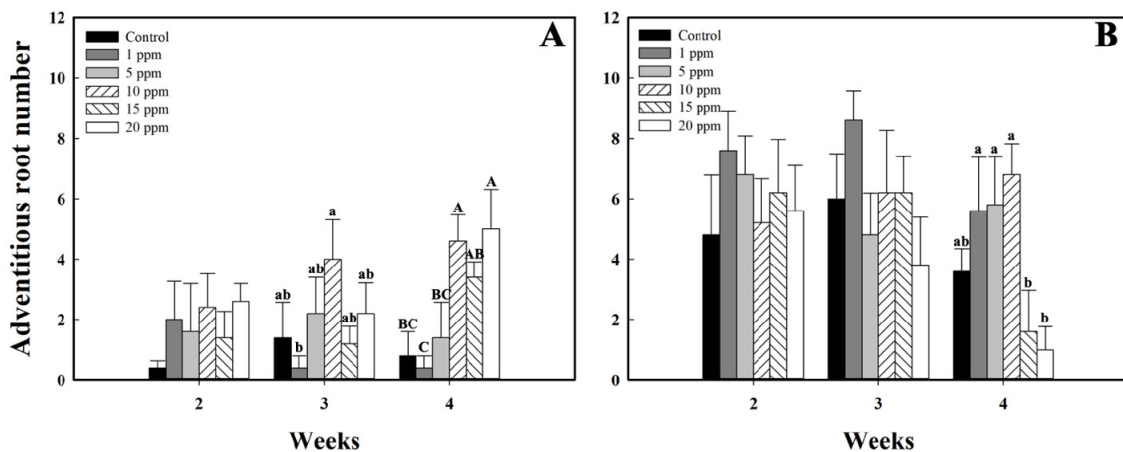 Adventitious root number
12
10
8
6
4
2
0
Control
1 ppm
5 ppm
10 ppm
15 ppm
20 ppm
A
ab
b
ab
a
ab
ab
BC
C
BC
A
AB
A
2
3
4
Weeks
12
10
8
6
4
2
0
Control
1 ppm
5 ppm
10 ppm
15 ppm
20 ppm
B
ab
a
a
a
b
b
2
3
4
Weeks